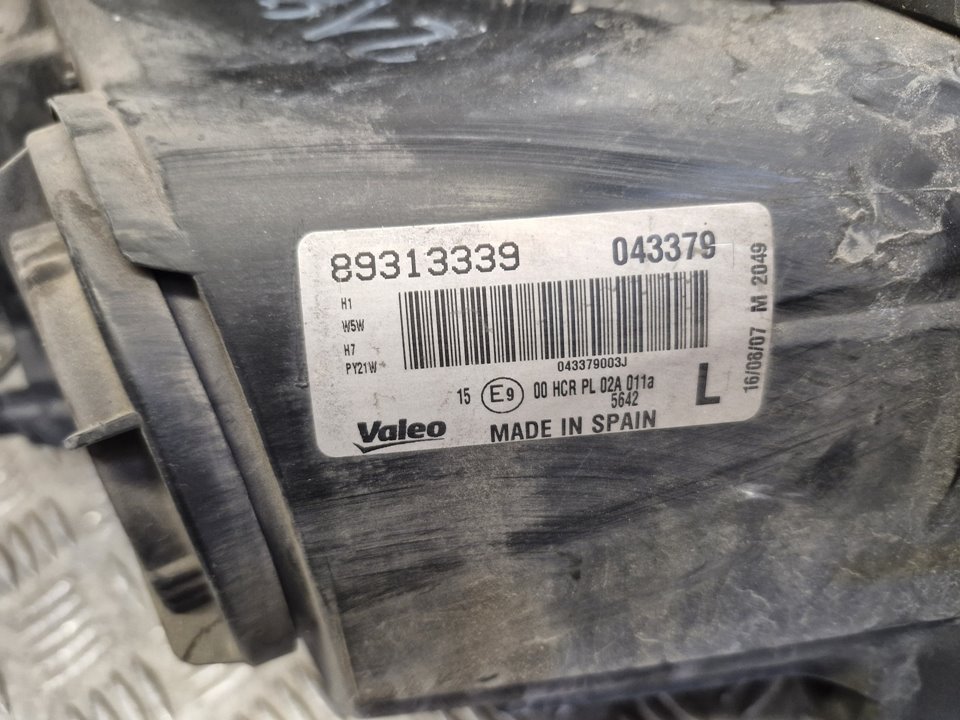 89313339 043379
H1
W5W
H7
PY21W
043379003J
15 E9 00 HCR PL 02A 011a
5642
L
Valeo MADE IN SPAIN
16/08/07 M 2049